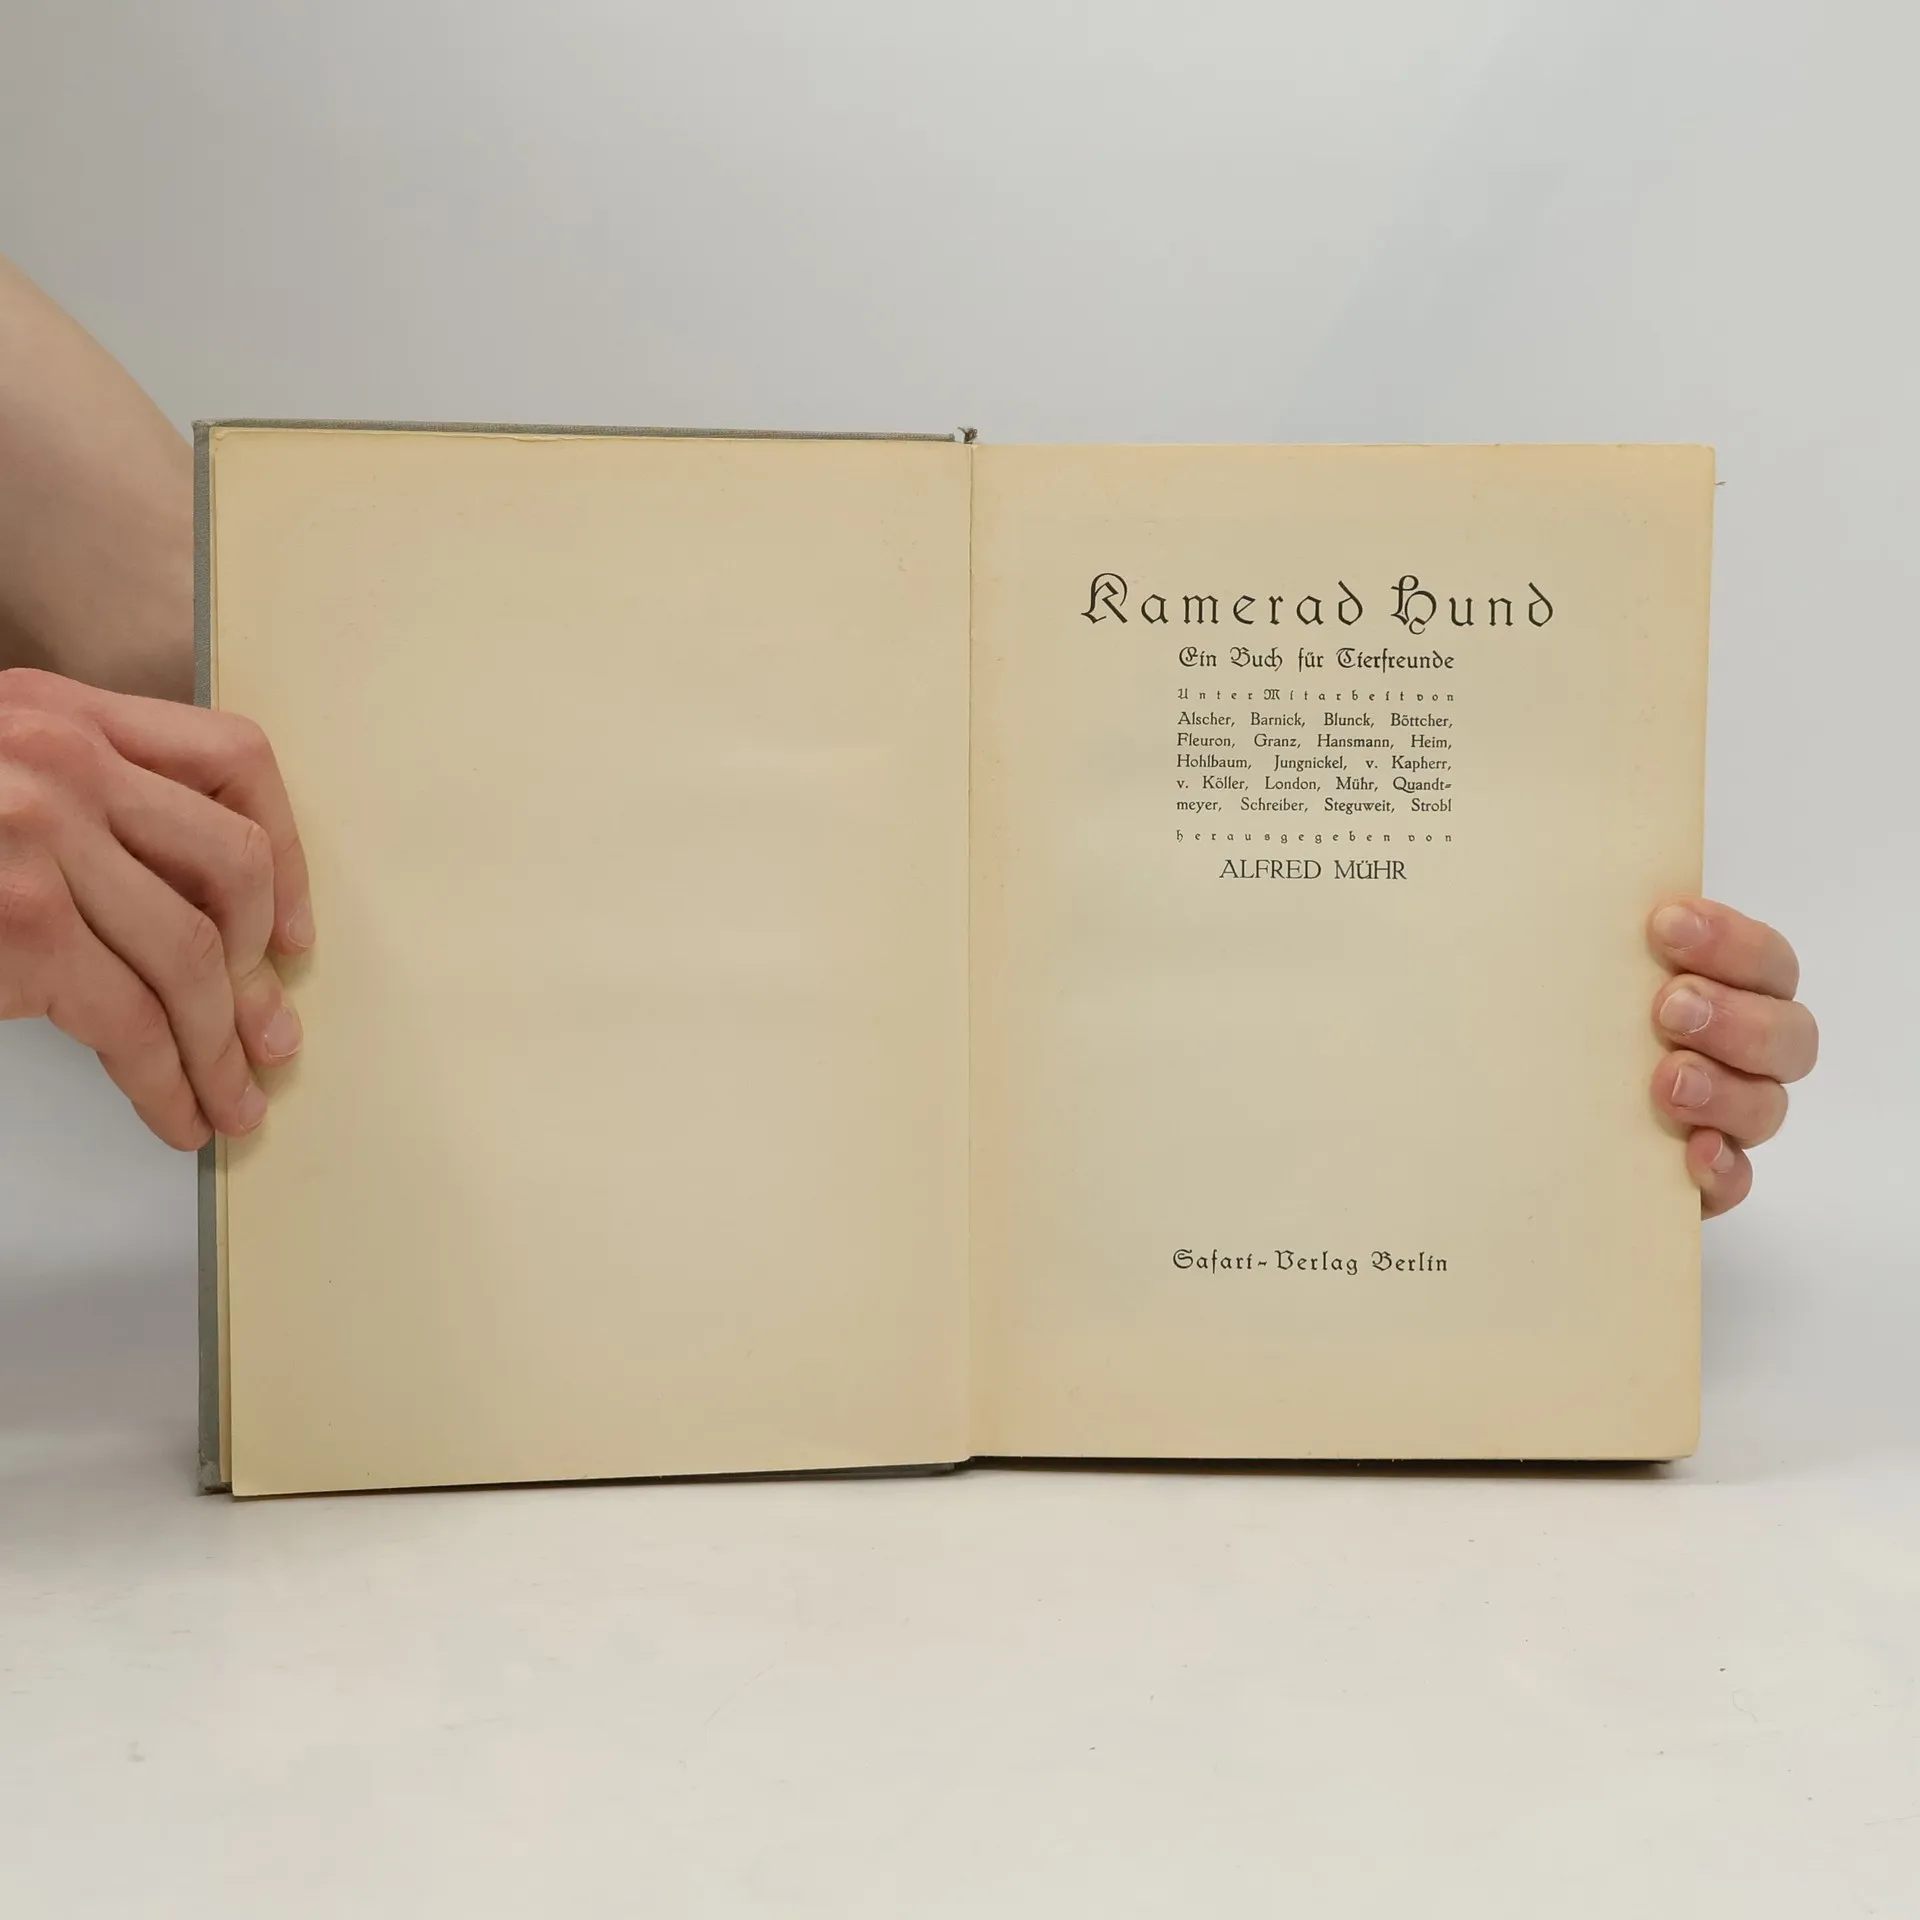 Kamerad Hund
Ein Buch für Tierfreunde
Unter Mitarbeit von
Alscher, Barnick, Blunck, Böttcher,
Fleuron, Granz, Hansmann, Heim,
Hohlbaum, Jungnickel, v. Kapherr,
v. Köller, London, Mühr, Quandt-
meyer, Schreiber, Steguweit, Strobl
herausgegeben von
ALFRED MÜHR
Safari-Verlag Berlin